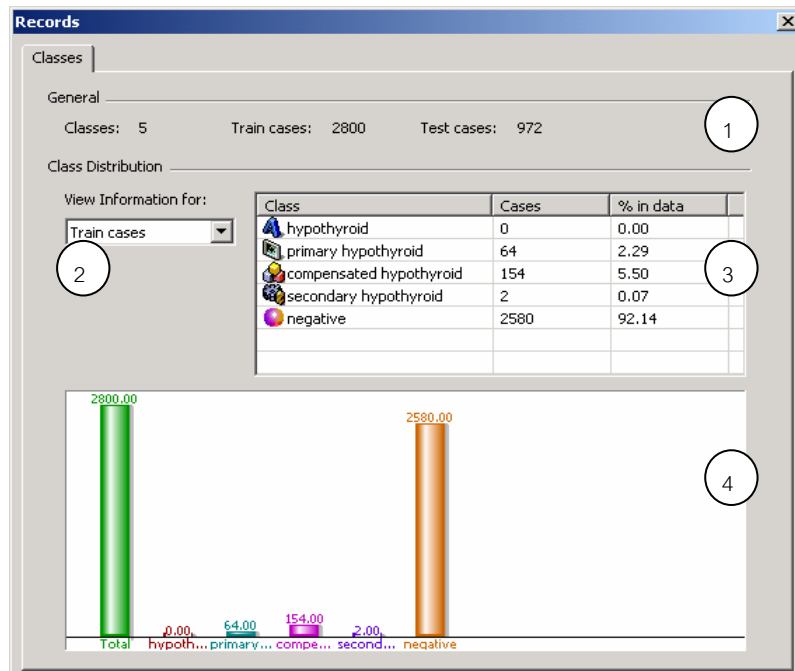 Records
Classes
General
Classes: 5 Train cases: 2800 Test cases: 972
1
Class Distribution
View Information for:
Train cases
2
Class Cases % in data
hypothyroid 0 0.00
primary hypothyroid 64 2.29
compensated hypothyroid 154 5.50
secondary hypothyroid 2 0.07
negative 2580 92.14
3
2800.00
2580.00
0.00
64.00
154.00
2.00
4
Total hypoth... primary... compe... second... negative